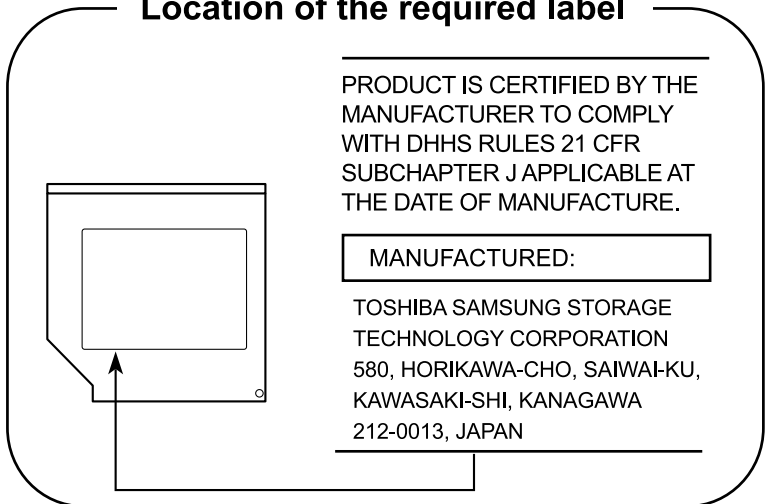 Location of the required label
PRODUCT IS CERTIFIED BY THE
MANUFACTURER TO COMPLY
WITH DHHS RULES 21 CFR
SUBCHAPTER J APPLICABLE AT
THE DATE OF MANUFACTURE.
MANUFACTURED:
TOSHIBA SAMSUNG STORAGE
TECHNOLOGY CORPORATION
580, HORIKAWA-CHO, SAIWAI-KU,
KAWASAKI-SHI, KANAGAWA
212-0013, JAPAN